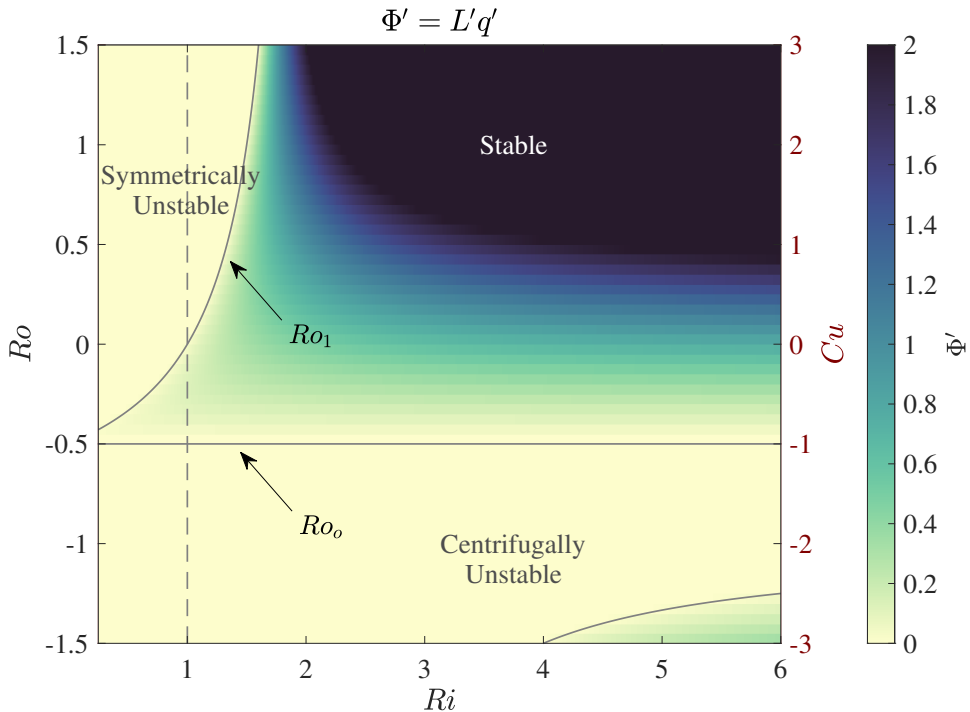 Φ′ = L′q′
1.5
1
0.5
0
-0.5
-1
-1.5
Ro
Symmetrically
Unstable
Stable
Ro₁
Roₒ
Centrifugally
Unstable
1
2
3
4
5
6
Ri
3
2
1
0
-1
-2
-3
Cu
2
1.8
1.6
1.4
1.2
1
0.8
0.6
0.4
0.2
0
Φ′